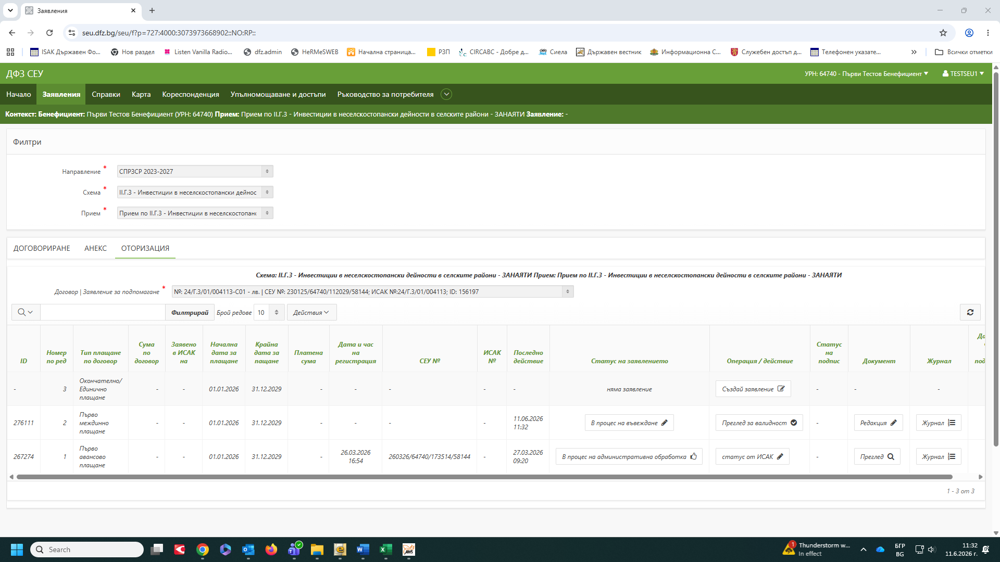 Заявления
seu.dfz.bg/seu/f?p=727:4000:3073973668902::NO:RP::
ISAK Държавен Фо...
Нов раздел
Listen Vanilla Radio...
dfz.admin
HeRMeSWEB
Начална страница...
РЗП
CIRCABC - Добре д...
Сиела
Държавен вестник
Информационна С...
Служебен достъп д...
Телефонен указате...
Всички отметки
ДФЗ СЕУ
УРН: 64740 - Първи Тестов Бенефициент
TESTSEU1
Начало Заявления Справки Карта Кореспонденция Упълномощаване и достъпи Ръководство за потребителя
Контекст: Бенефициент: Първи Тестов Бенефициент (УРН: 64740) Прием: Прием по II.Г.3 - Инвестиции в неселскостопански дейности в селските райони - ЗАНАЯТИ Заявление: -
Филтри
Направление * СПРЗСР 2023-2027
Схема * II.Г.3 - Инвестиции в неселскостопански дейнос
Прием * Прием по II.Г.3 - Инвестиции в неселскостопанс
ДОГОВОРИРАНЕ АНЕКС ОТОРИЗАЦИЯ
Схема: II.Г.3 - Инвестиции в неселскостопански дейности в селските райони - ЗАНАЯТИ Прием: Прием по II.Г.3 - Инвестиции в неселскостопански дейности в селските райони - ЗАНАЯТИ
Договор | Заявление за подпомагане * №: 24/Г.3/01/004113-С01 - лв. | СЕУ №: 230125/64740/112029/58144; ИСАК №:24/Г.3/01/004113; ID: 156197
Филтрирай Брой редове 10 Действия
ID
Номер по ред
Тип плащане по договор
Сума по договор
Заявено в ИСАК на
Начална дата за плащане
Крайна дата за пащане
Платена сума
Дата и час на регистрация
СЕУ №
ИСАК №
Последно действие
Статус на заявлението
Операция / действие
Статус на подпис
Документ
Журнал
- 3 Окончателно/ Единично плащане - - 01.01.2026 31.12.2029 - - - - - няма заявление Създай заявление - - -
276111 2 Първо междинно плащане - - 01.01.2026 31.12.2029 - - - - 11.06.2026 11:32 В процес на въвеждане Преглед за валидност - Редакция Журнал
267274 1 Първо авансово плащане - - 01.01.2026 31.12.2029 - 26.03.2026 16:54 260326/64740/173514/58144 - 27.03.2026 09:20 В процес на административна обработка статус от ИСАК - Преглед Журнал
1 - 3 от 3
Search
1
Thunderstorm w...
In effect
БГР
BG
11:32
11.6.2026 г.